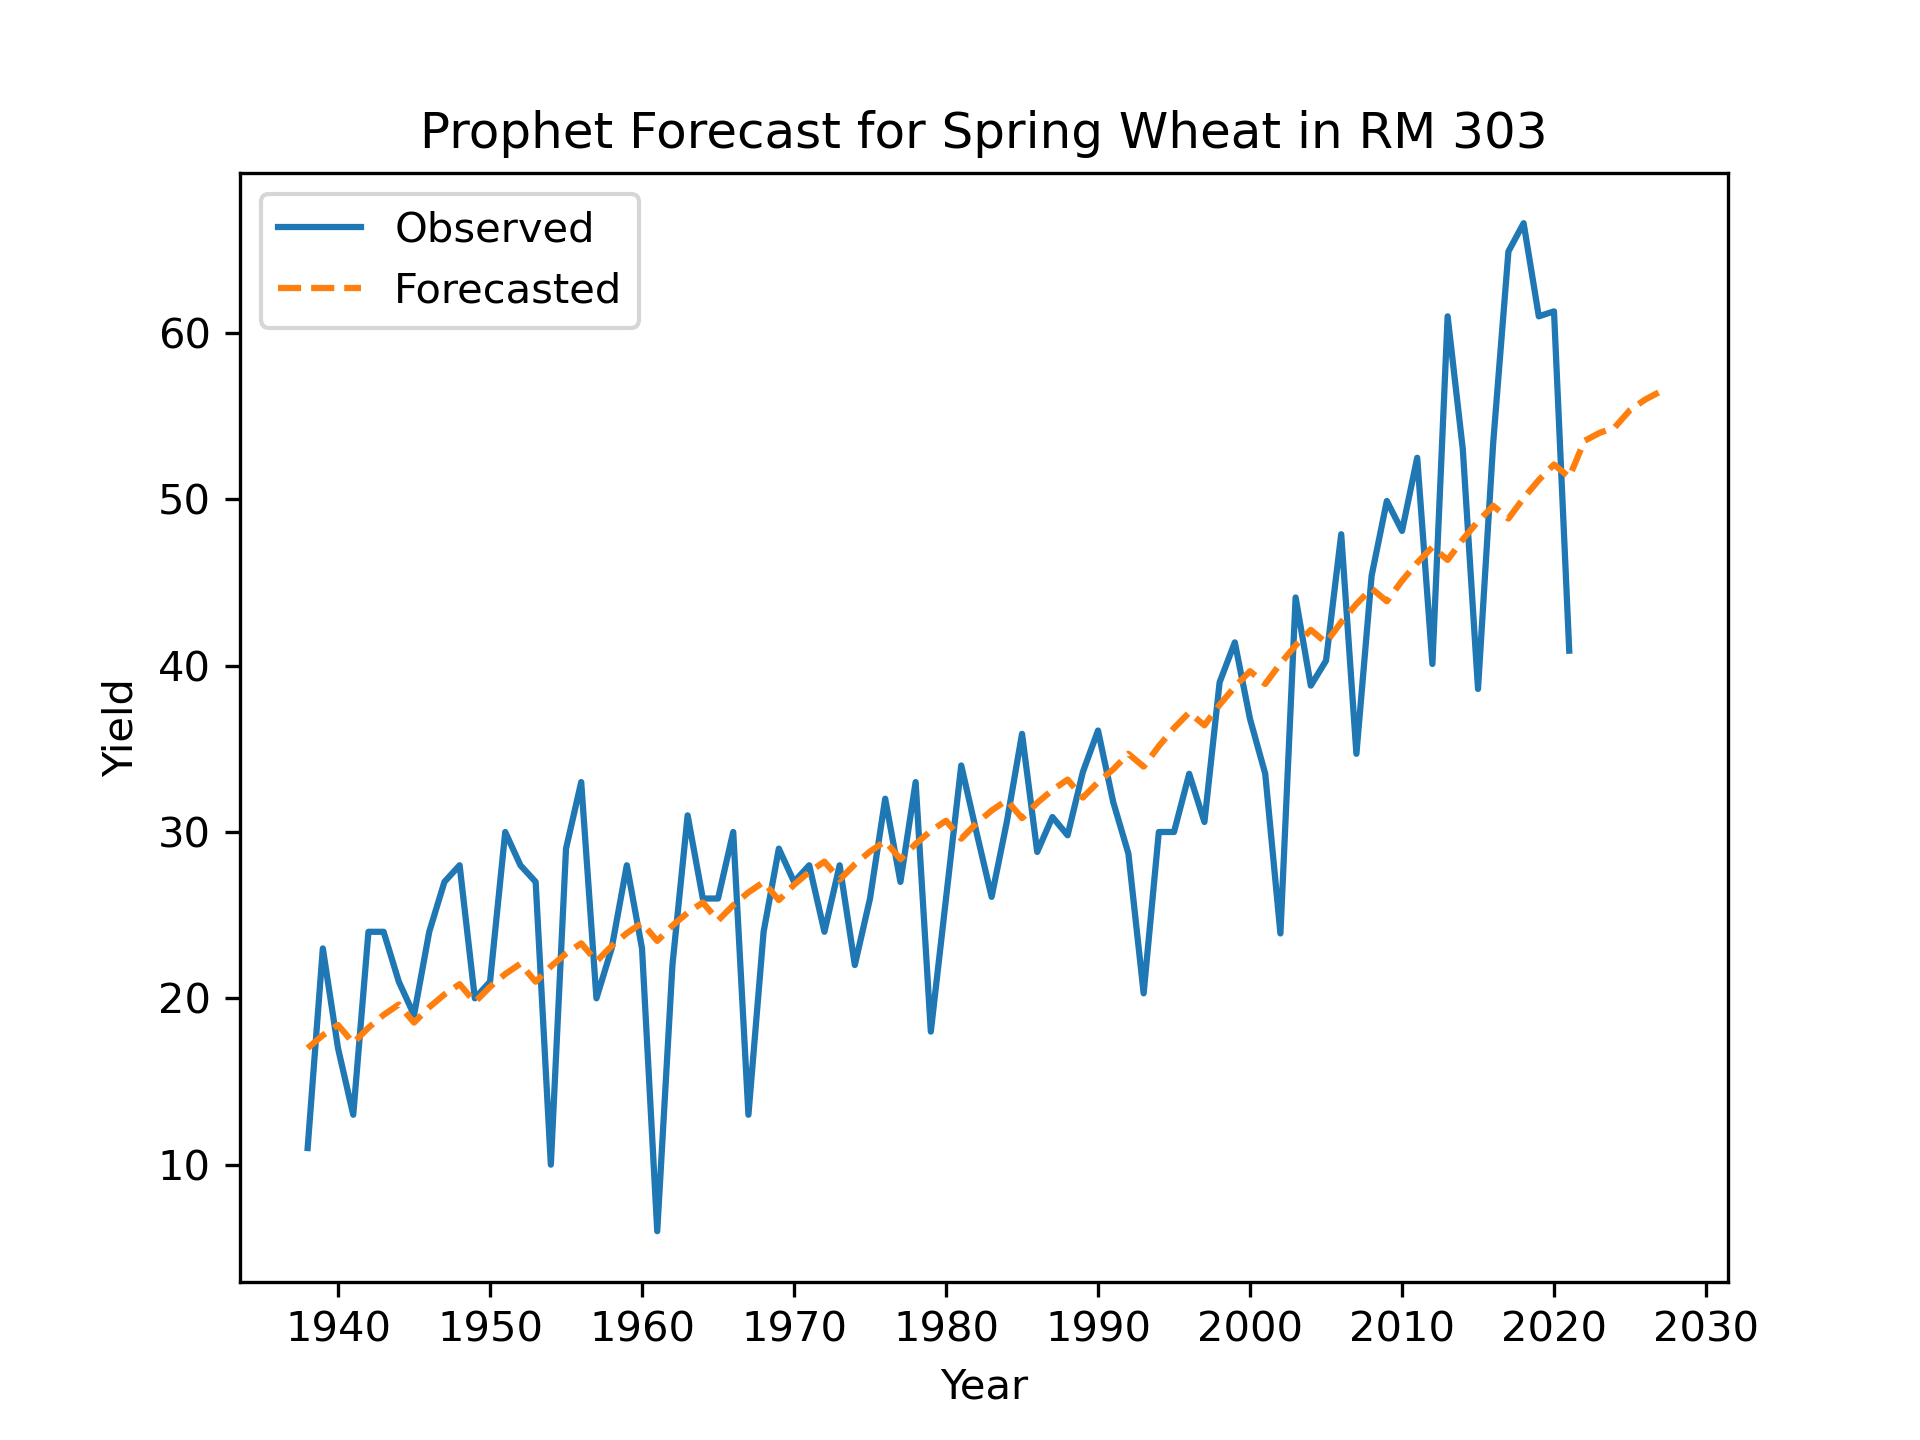 Prophet Forecast for Spring Wheat in RM 303
Observed
Forecasted
60
50
40
30
20
10
Yield
1940 1950 1960 1970 1980 1990 2000 2010 2020 2030
Year